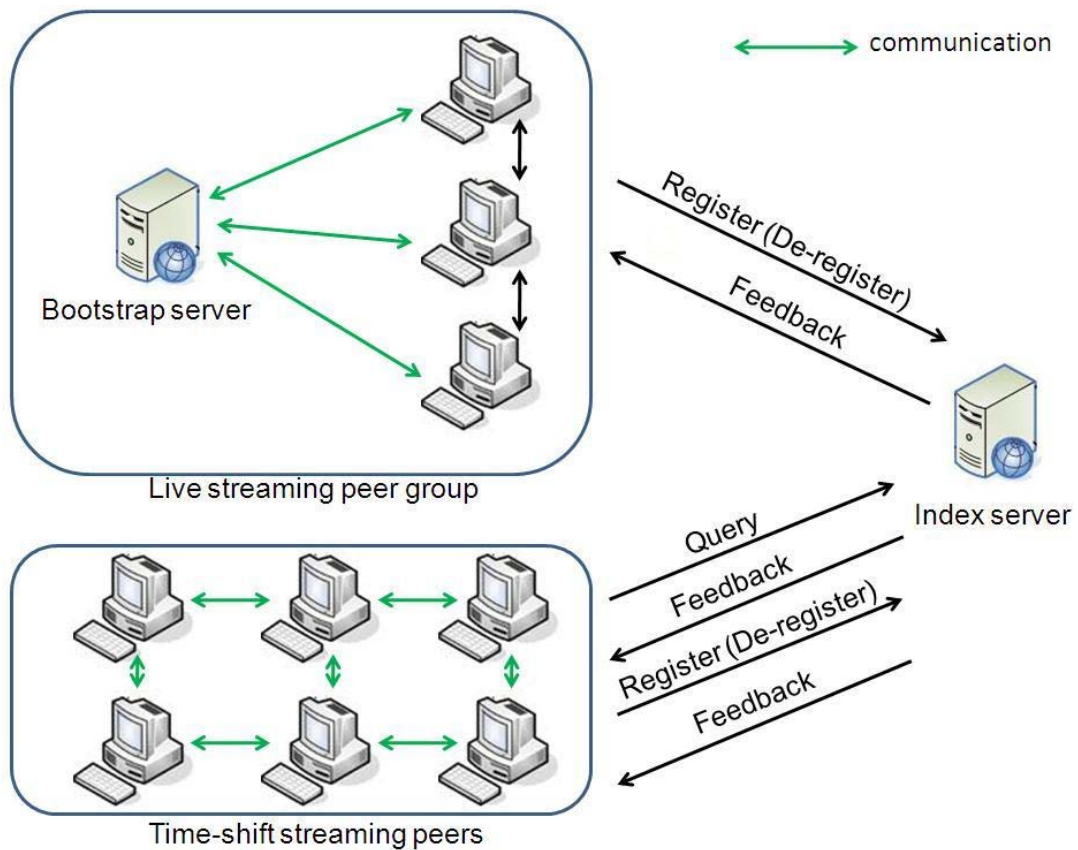 communication
Register (De-register)
Feedback
Bootstrap server
Live streaming peer group
Index server
Query
Feedback
Register (De-register)
Feedback
Time-shift streaming peers